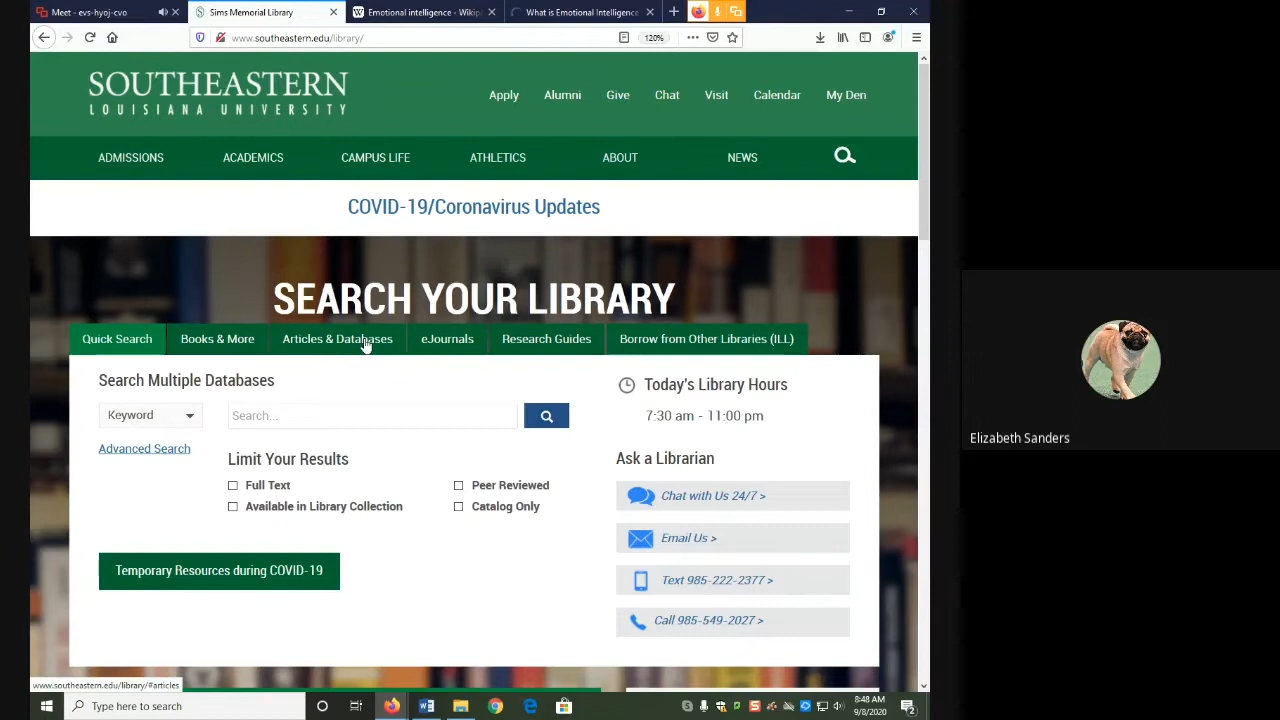 Meet - evs-hyoj-cvo
Sims Memorial Library
Emotional intelligence - Wikip
What is Emotional Intelligence
www.southeastern.edu/library/
120%
SOUTHEASTERN
LOUISIANA UNIVERSITY
Apply Alumni Give Chat Visit Calendar My Den
ADMISSIONS ACADEMICS CAMPUS LIFE ATHLETICS ABOUT NEWS
COVID-19/Coronavirus Updates
SEARCH YOUR LIBRARY
Quick Search Books & More Articles & Databases eJournals Research Guides Borrow from Other Libraries (ILL)
Search Multiple Databases
Keyword
Search...
Advanced Search
Limit Your Results
Full Text
Peer Reviewed
Available in Library Collection
Catalog Only
Temporary Resources during COVID-19
Today's Library Hours
7:30 am - 11:00 pm
Ask a Librarian
Chat with Us 24/7 >
Email Us >
Text 985-222-2377 >
Call 985-549-2027 >
Elizabeth Sanders
www.southeastern.edu/library/#articles
Type here to search
8:48 AM
9/8/2020